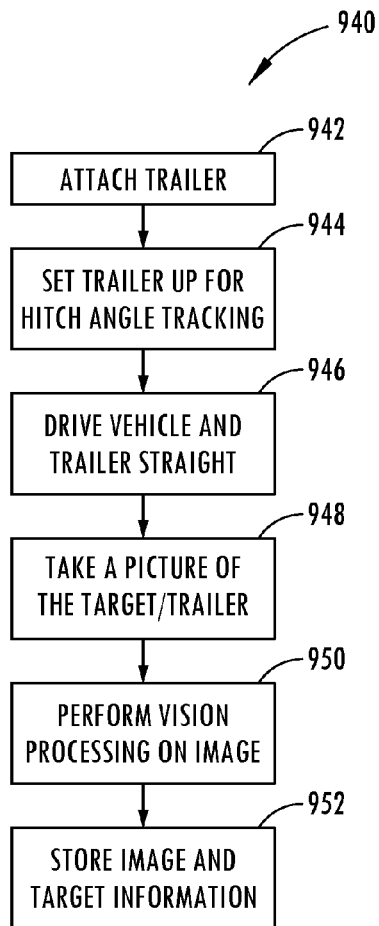 940
942
ATTACH TRAILER
944
SET TRAILER UP FOR
HITCH ANGLE TRACKING
946
DRIVE VEHICLE AND
TRAILER STRAIGHT
948
TAKE A PICTURE OF
THE TARGET/TRAILER
950
PERFORM VISION
PROCESSING ON IMAGE
952
STORE IMAGE AND
TARGET INFORMATION